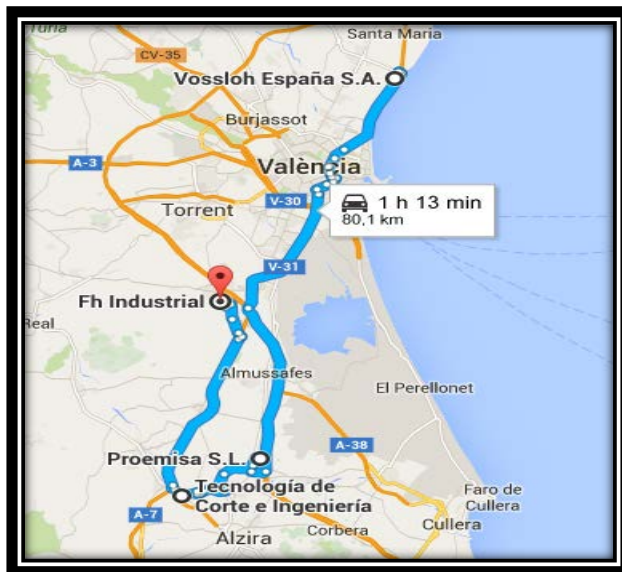 Turia
Santa Maria
CV-35
Vossloh España S.A.
Burjassot
A-3
València
V-30
1 h 13 min
80,1 km
Torrent
V-31
Fh Industrial
Real
Almussafes
El Perellonet
A-38
Proemisa S.L.
Tecnología de
Corte e Ingeniería
Faro de
Cullera
A-7
Cullera
Corbera
Alzira